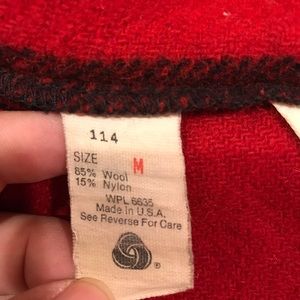 114
SIZE M
85% Wool
15% Nylon
WPL 6635
Made in U.S.A.
See Reverse For Care
®